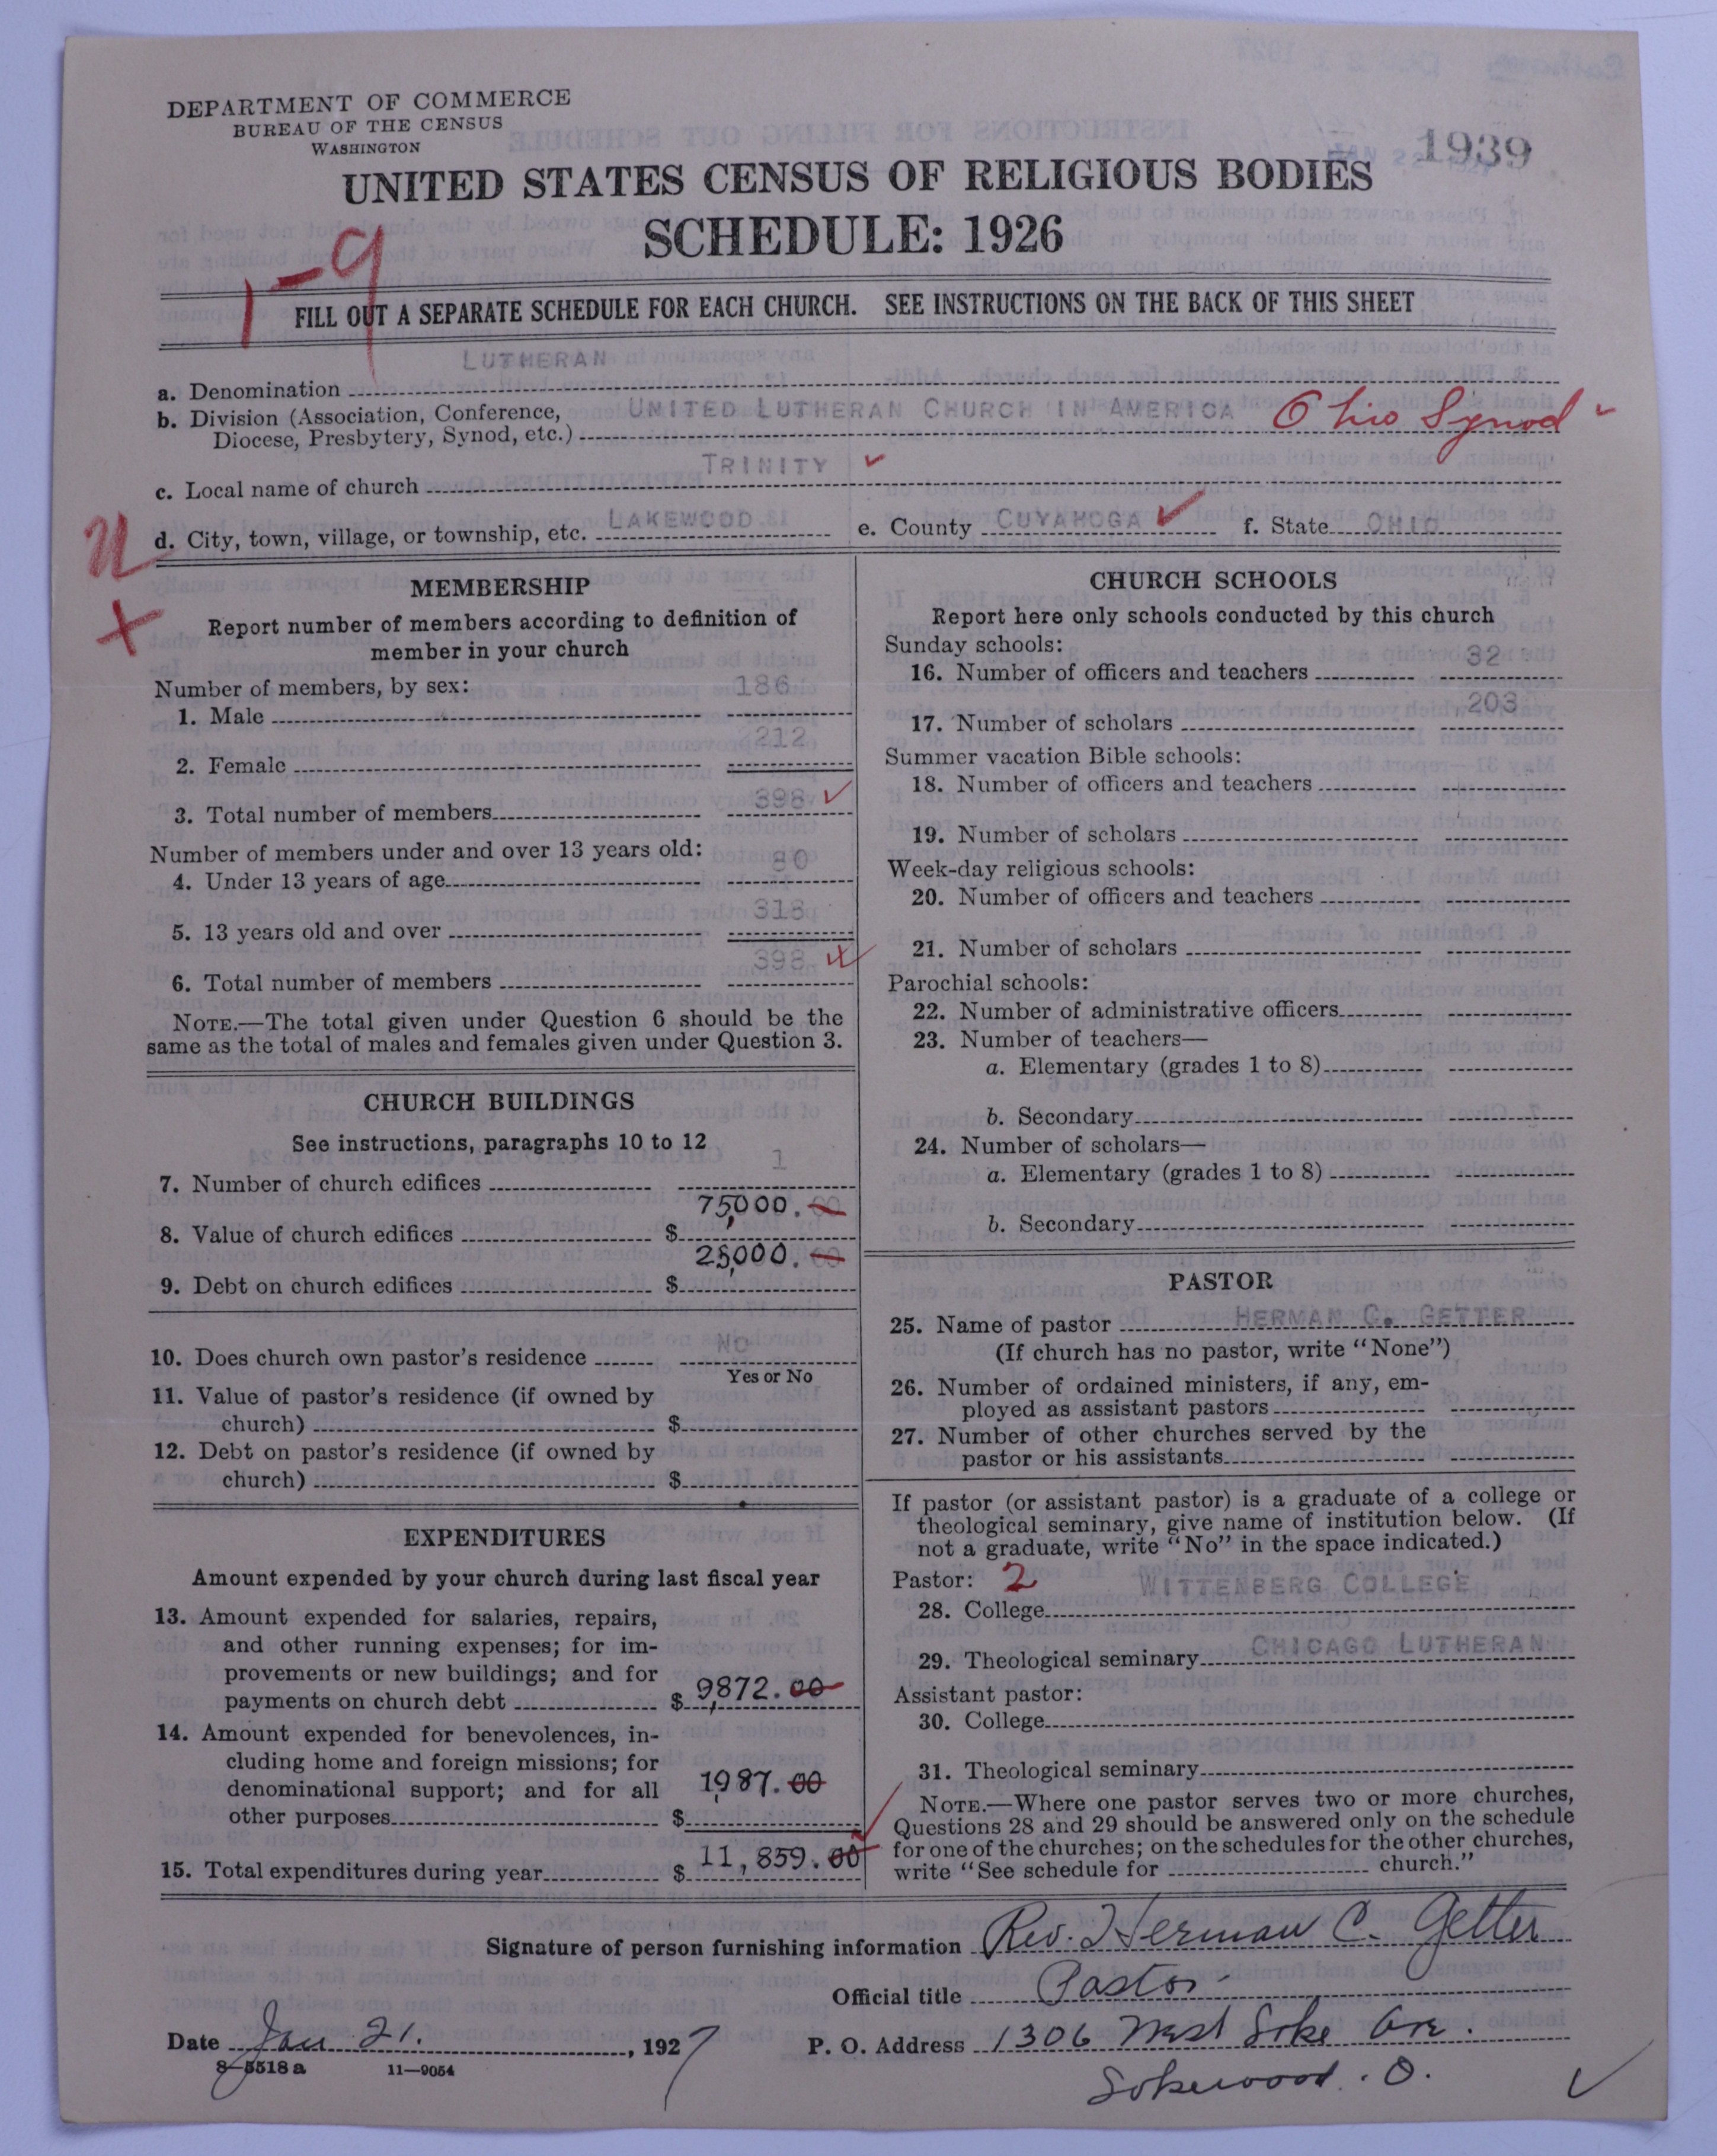 DEPARTMENT OF COMMERCE
BUREAU OF THE CENSUS
WASHINGTON
1939
UNITED STATES CENSUS OF RELIGIOUS BODIES
SCHEDULE: 1926
1-9
FILL OUT A SEPARATE SCHEDULE FOR EACH CHURCH. SEE INSTRUCTIONS ON THE BACK OF THIS SHEET
a. Denomination LUTHERAN
b. Division (Association, Conference, Diocese, Presbytery, Synod, etc.) UNITED LUTHERAN CHURCH IN AMERICA Ohio Synod
c. Local name of church TRINITY
d. City, town, village, or township, etc. LAKEWOOD e. County CUYAHOGA f. State OHIO
MEMBERSHIP
Report number of members according to definition of
member in your church
Number of members, by sex:
1. Male 186
2. Female 212
3. Total number of members 398
Number of members under and over 13 years old:
4. Under 13 years of age 80
5. 13 years old and over 318
6. Total number of members 398
NOTE.—The total given under Question 6 should be the
same as the total of males and females given under Question 3.
CHURCH BUILDINGS
See instructions, paragraphs 10 to 12
7. Number of church edifices 1
8. Value of church edifices $ 75,000.00
9. Debt on church edifices $ 25,000.00
10. Does church own pastor's residence NO
Yes or No
11. Value of pastor's residence (if owned by
church) $
12. Debt on pastor's residence (if owned by
church) $
EXPENDITURES
Amount expended by your church during last fiscal year
13. Amount expended for salaries, repairs,
and other running expenses; for im-
provements or new buildings; and for
payments on church debt $ 9,872.00
14. Amount expended for benevolences, in-
cluding home and foreign missions; for
denominational support; and for all
other purposes $ 1,987.00
15. Total expenditures during year $ 11,859.00
CHURCH SCHOOLS
Report here only schools conducted by this church
Sunday schools:
16. Number of officers and teachers 32
17. Number of scholars 203
Summer vacation Bible schools:
18. Number of officers and teachers
19. Number of scholars
Week-day religious schools:
20. Number of officers and teachers
21. Number of scholars
Parochial schools:
22. Number of administrative officers
23. Number of teachers—
a. Elementary (grades 1 to 8)
b. Secondary
24. Number of scholars—
a. Elementary (grades 1 to 8)
b. Secondary
PASTOR
25. Name of pastor HERMAN C. GETTER
(If church has no pastor, write "None")
26. Number of ordained ministers, if any, em-
ployed as assistant pastors
27. Number of other churches served by the
pastor or his assistants
If pastor (or assistant pastor) is a graduate of a college or
theological seminary, give name of institution below. (If
not a graduate, write "No" in the space indicated.)
Pastor: 2
28. College WITTENBERG COLLEGE
29. Theological seminary CHICAGO LUTHERAN
Assistant pastor:
30. College
31. Theological seminary
NOTE.—Where one pastor serves two or more churches,
Questions 28 and 29 should be answered only on the schedule
for one of the churches; on the schedules for the other churches,
write "See schedule for church."
Signature of person furnishing information Rev. Herman C. Getter
Official title Pastor
Date Jan 21. , 1927 P. O. Address 1306 West Lake Ave.
Lakewood. O.
8-5518 a 11-9054